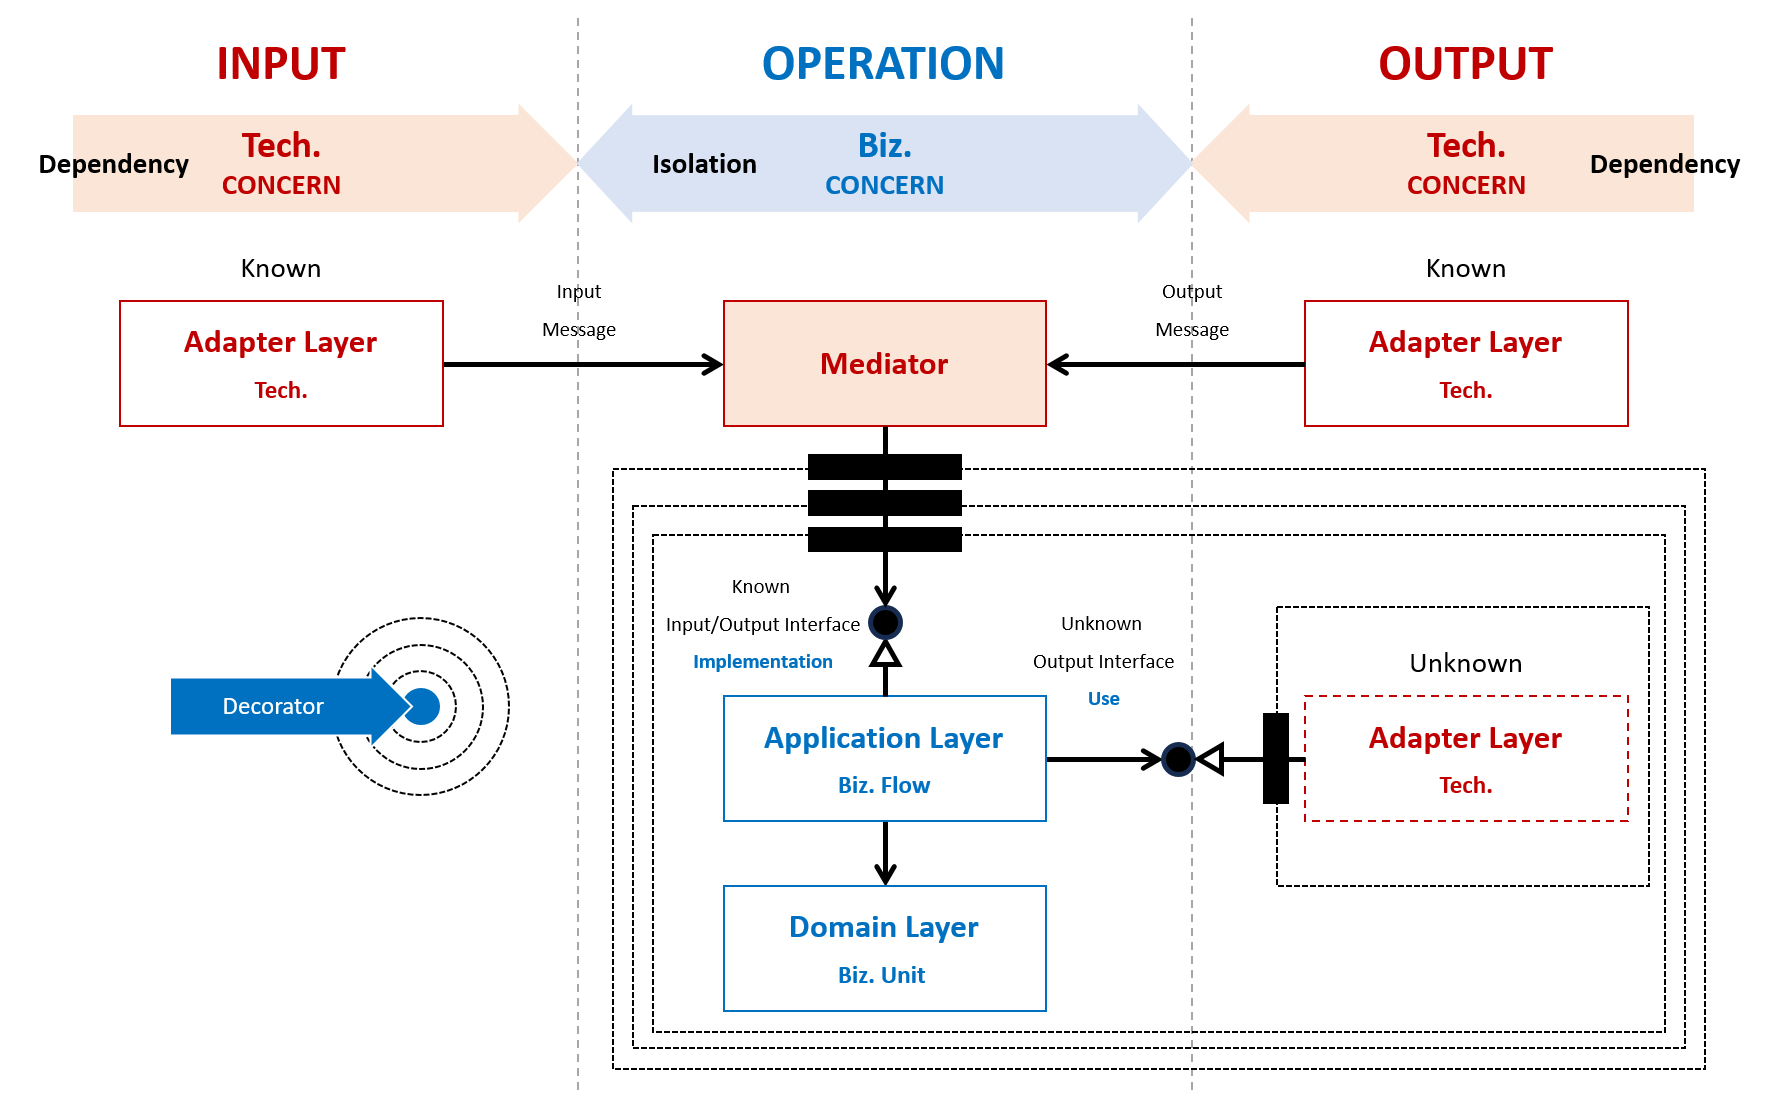 INPUT
OPERATION
OUTPUT
Dependency
Tech.
CONCERN
Isolation
Biz.
CONCERN
Tech.
CONCERN
Dependency
Known
Adapter Layer
Tech.
Input
Message
Mediator
Output
Message
Known
Adapter Layer
Tech.
Known
Input/Output Interface
Implementation
Unknown
Output Interface
Use
Unknown
Adapter Layer
Tech.
Decorator
Application Layer
Biz. Flow
Domain Layer
Biz. Unit